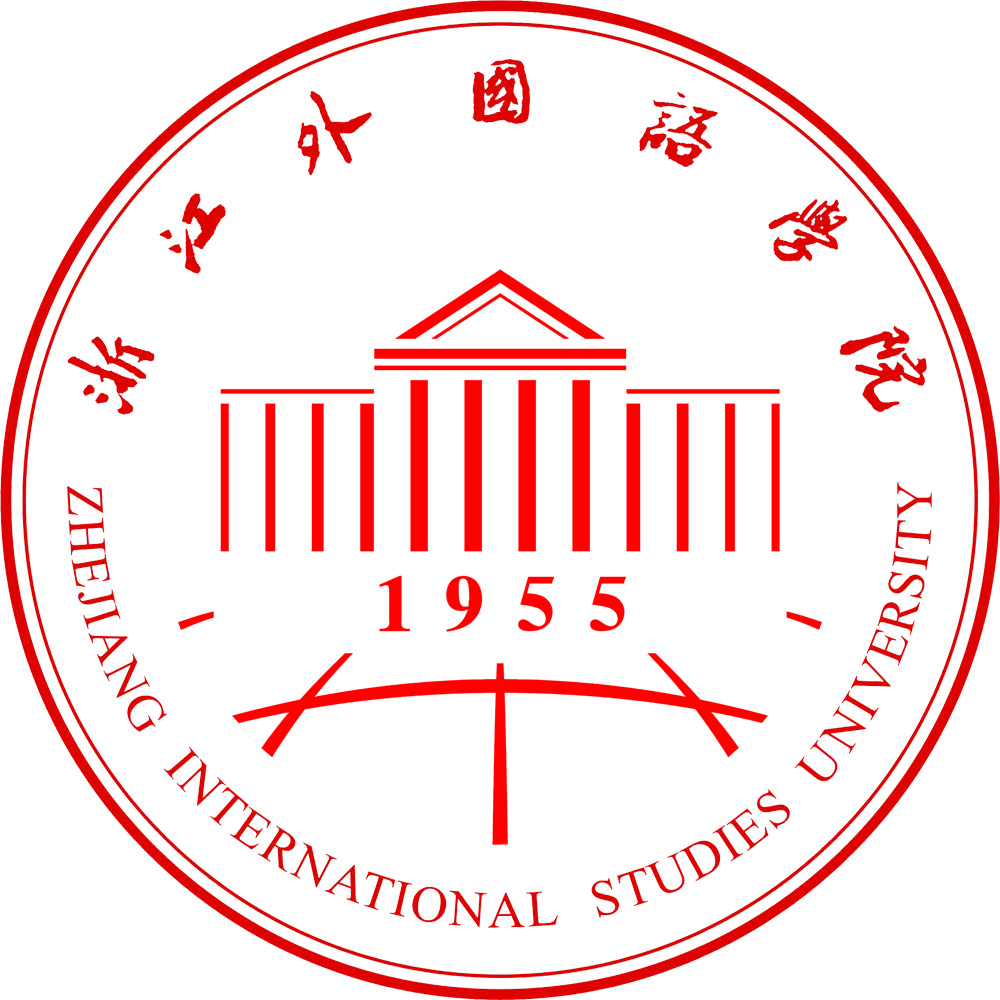 浙江外國語學院
1955
ZHEJIANG INTERNATIONAL STUDIES UNIVERSITY